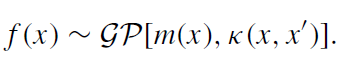 f(x) ∼ 𝒢𝒫[m(x), κ(x, x′)].